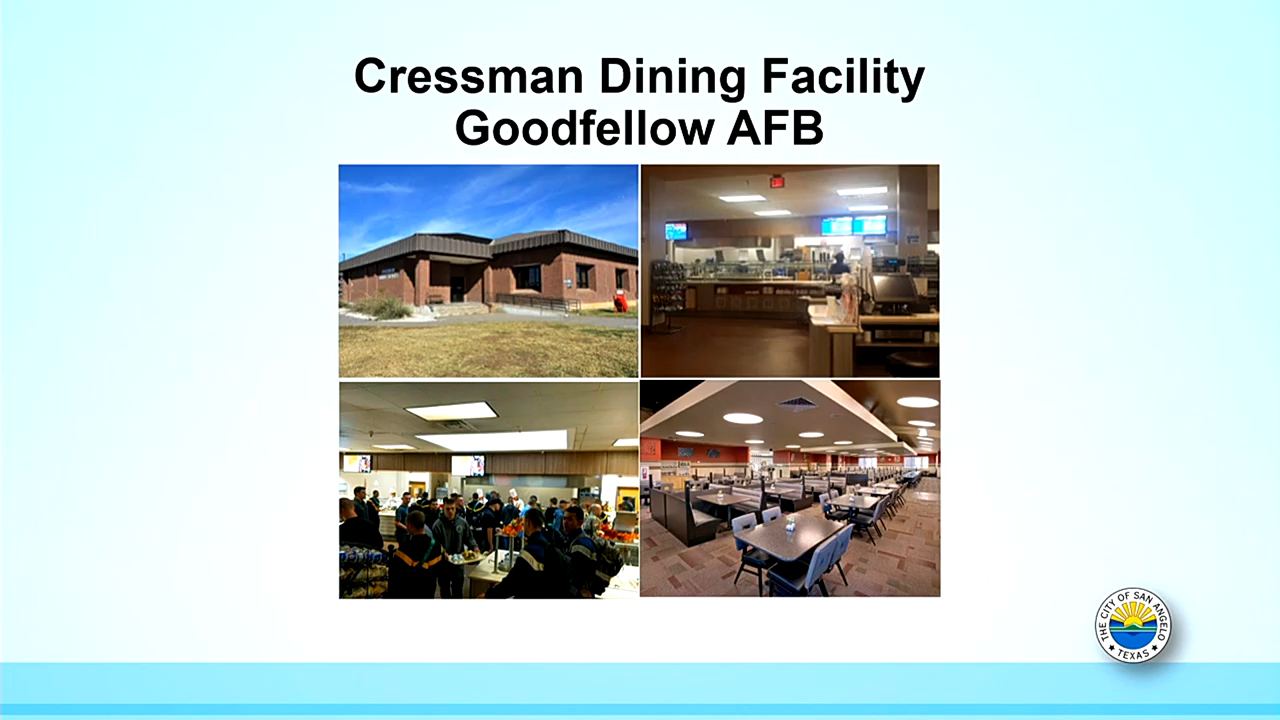 Cressman Dining Facility
Goodfellow AFB
THE CITY OF SAN ANGELO
TEXAS